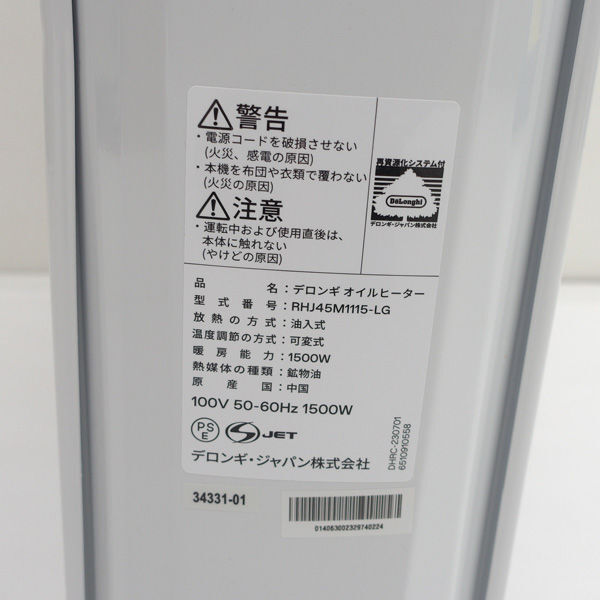 警告
・電源コードを破損させない
(火災、感電の原因)
・本機を布団や衣類で覆わない
(火災の原因)
注意
・運転中および使用直後は、
本体に触れない
(やけどの原因)
再資源化システム付
DeLonghi
デロンギ・ジャパン株式会社
品名：デロンギ オイルヒーター
型式番号：RHJ45M1115-LG
放熱の方式：油入式
温度調節の方式：可変式
暖房能力：1500W
熱媒体の種類：鉱物油
原産国：中国
100V 50-60Hz 1500W
PS
E
JET
デロンギ・ジャパン株式会社
DHRC-230701
6510910558
34331-01
014063002329740224